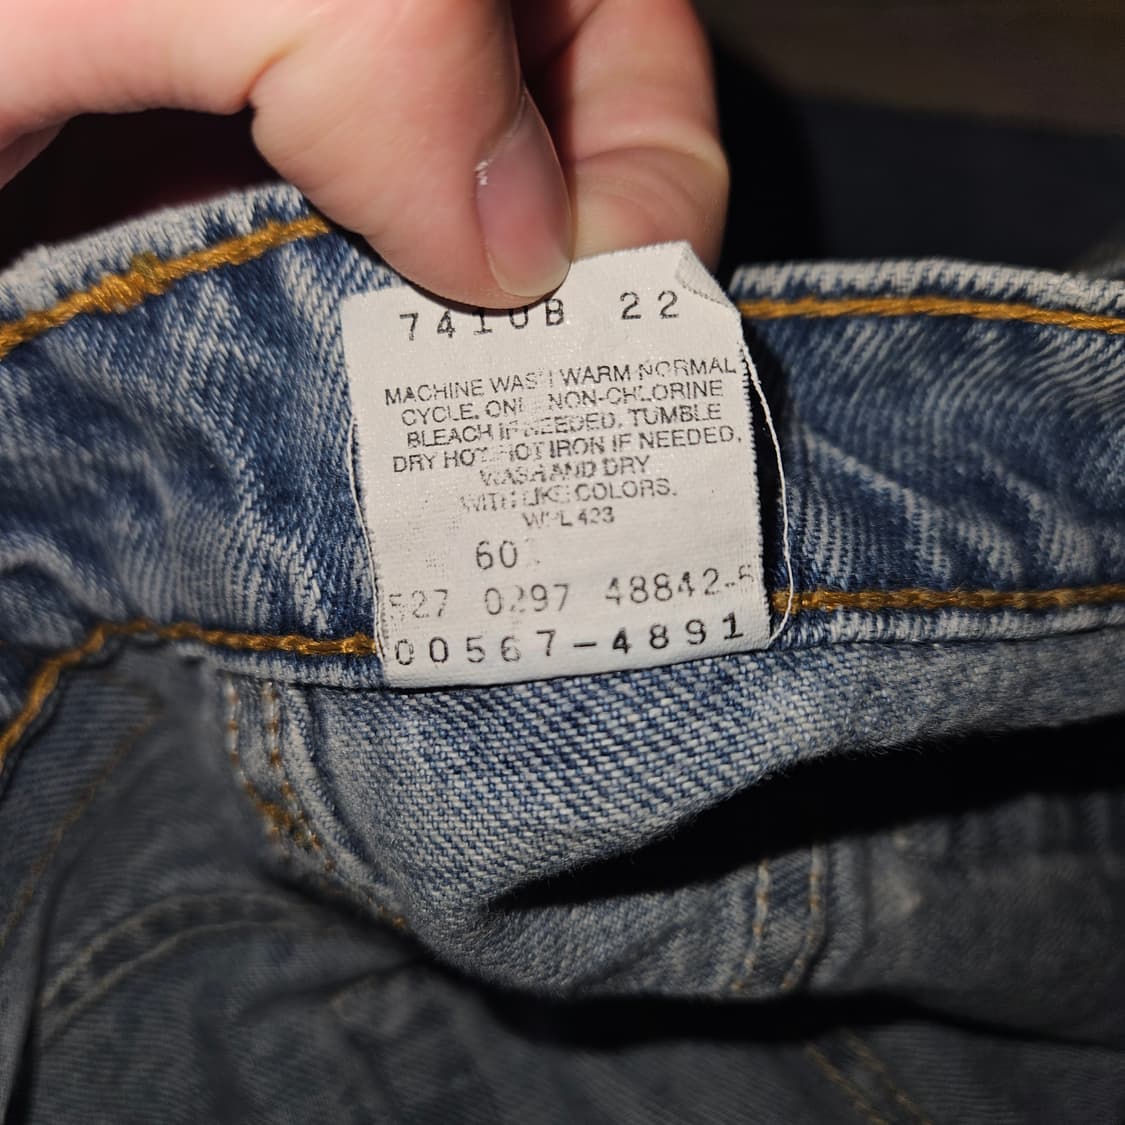 7410B 22
MACHINE WASH WARM NORMAL
CYCLE. ONLY NON-CHLORINE
BLEACH IF NEEDED. TUMBLE
DRY HOT. HOT IRON IF NEEDED.
WASH AND DRY
WITH LIKE COLORS.
WPL 423
527 0297 48842-5
00567-4891